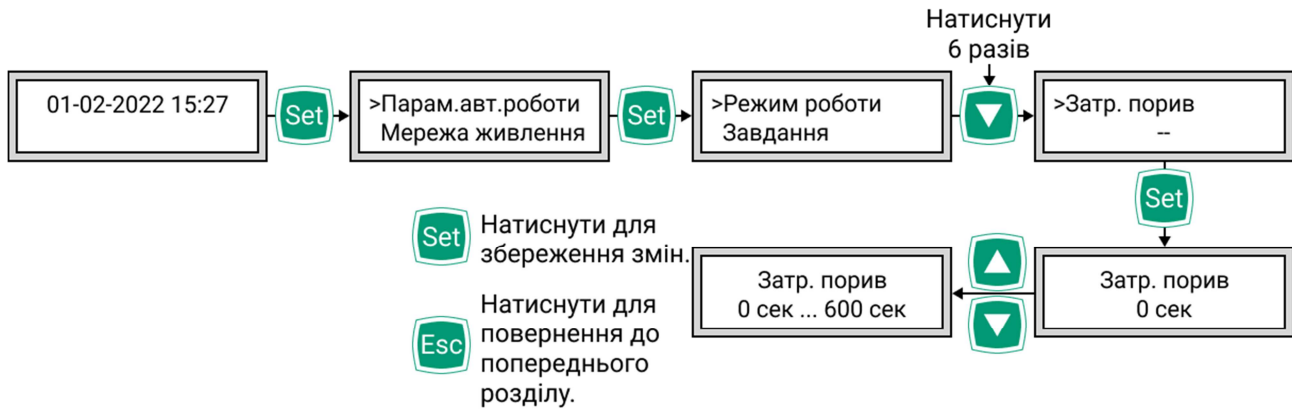 Натиснути
6 разів
01-02-2022 15:27
Set
>Парам.авт.роботи
Мережа живлення
Set
>Режим роботи
Завдання
>Затр. порив
--
Set
Set
Натиснути для
збереження змін.
Esc
Натиснути для
повернення до
попереднього
розділу.
Затр. порив
0 сек ... 600 сек
Затр. порив
0 сек